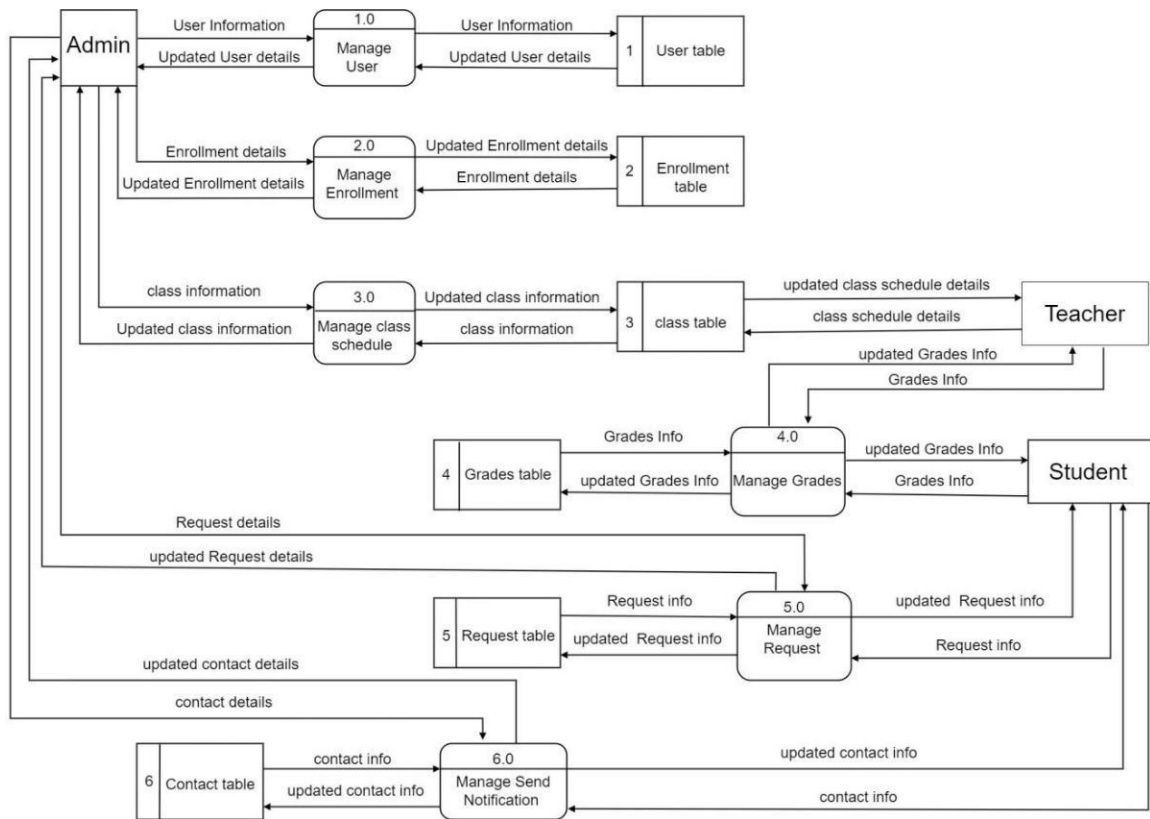 Admin
User Information
Updated User details
1.0
Manage
User
User Information
Updated User details
1
User table
Enrollment details
Updated Enrollment details
2.0
Manage
Enrollment
Updated Enrollment details
Enrollment details
2
Enrollment
table
class information
Updated class information
3.0
Manage class
schedule
Updated class information
class information
3
class table
updated class schedule details
class schedule details
Teacher
updated Grades Info
Grades Info
4
Grades table
Grades Info
updated Grades Info
4.0
Manage Grades
updated Grades Info
Grades Info
Student
Request details
updated Request details
5
Request table
Request info
updated Request info
5.0
Manage
Request
updated Request info
Request info
updated contact details
contact details
6
Contact table
contact info
updated contact info
6.0
Manage Send
Notification
updated contact info
contact info